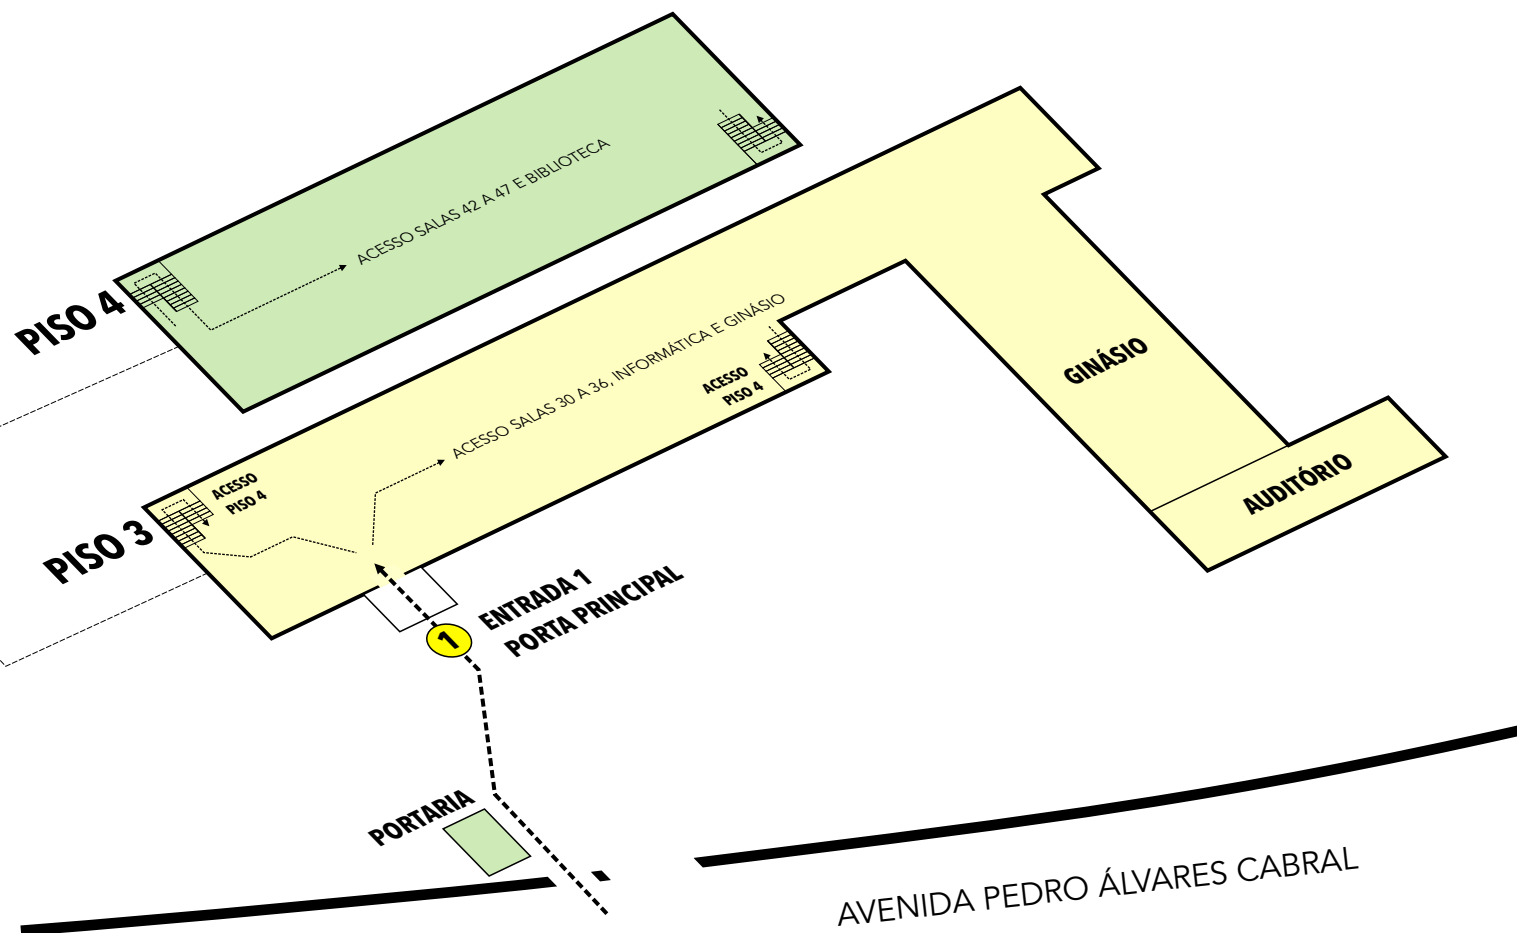 ACESSO SALAS 42 A 47 E BIBLIOTECA
PISO 4
ACESSO SALAS 30 A 36, INFORMÁTICA E GINÁSIO
ACESSO
PISO 4
GINÁSIO
AUDITÓRIO
ACESSO
PISO 4
PISO 3
1
ENTRADA 1
PORTA PRINCIPAL
PORTARIA
AVENIDA PEDRO ÁLVARES CABRAL